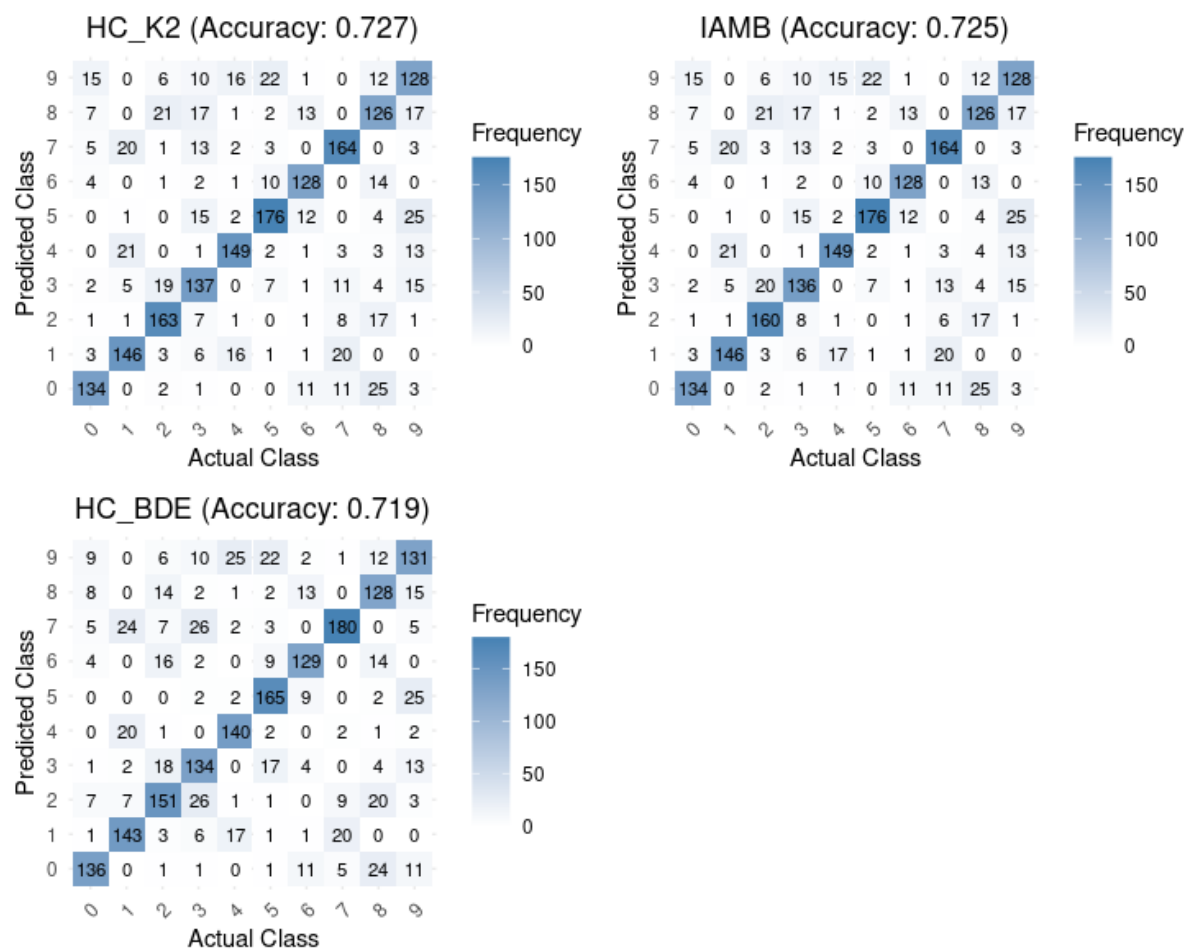 HC_K2 (Accuracy: 0.727)
Predicted Class
9 15 0 6 10 16 22 1 0 12 128
8 7 0 21 17 1 2 13 0 126 17
7 5 20 1 13 2 3 0 164 0 3
6 4 0 1 2 1 10 128 0 14 0
5 0 1 0 15 2 176 12 0 4 25
4 0 21 0 1 149 2 1 3 3 13
3 2 5 19 137 0 7 1 11 4 15
2 1 1 163 7 1 0 1 8 17 1
1 3 146 3 6 16 1 1 20 0 0
0 134 0 2 1 0 0 11 11 25 3
0 1 2 3 4 5 6 7 8 9
Actual Class
Frequency
150
100
50
0
IAMB (Accuracy: 0.725)
Predicted Class
9 15 0 6 10 15 22 1 0 12 128
8 7 0 21 17 1 2 13 0 126 17
7 5 20 3 13 2 3 0 164 0 3
6 4 0 1 2 0 10 128 0 13 0
5 0 1 0 15 2 176 12 0 4 25
4 0 21 0 1 149 2 1 3 4 13
3 2 5 20 136 0 7 1 13 4 15
2 1 1 160 8 1 0 1 6 17 1
1 3 146 3 6 17 1 1 20 0 0
0 134 0 2 1 1 0 11 11 25 3
0 1 2 3 4 5 6 7 8 9
Actual Class
Frequency
150
100
50
0
HC_BDE (Accuracy: 0.719)
Predicted Class
9 9 0 6 10 25 22 2 1 12 131
8 8 0 14 2 1 2 13 0 128 15
7 5 24 7 26 2 3 0 180 0 5
6 4 0 16 2 0 9 129 0 14 0
5 0 0 0 2 2 165 9 0 2 25
4 0 20 1 0 140 2 0 2 1 2
3 1 2 18 134 0 17 4 0 4 13
2 7 7 151 26 1 1 0 9 20 3
1 1 143 3 6 17 1 1 20 0 0
0 136 0 1 1 0 1 11 5 24 11
0 1 2 3 4 5 6 7 8 9
Actual Class
Frequency
150
100
50
0